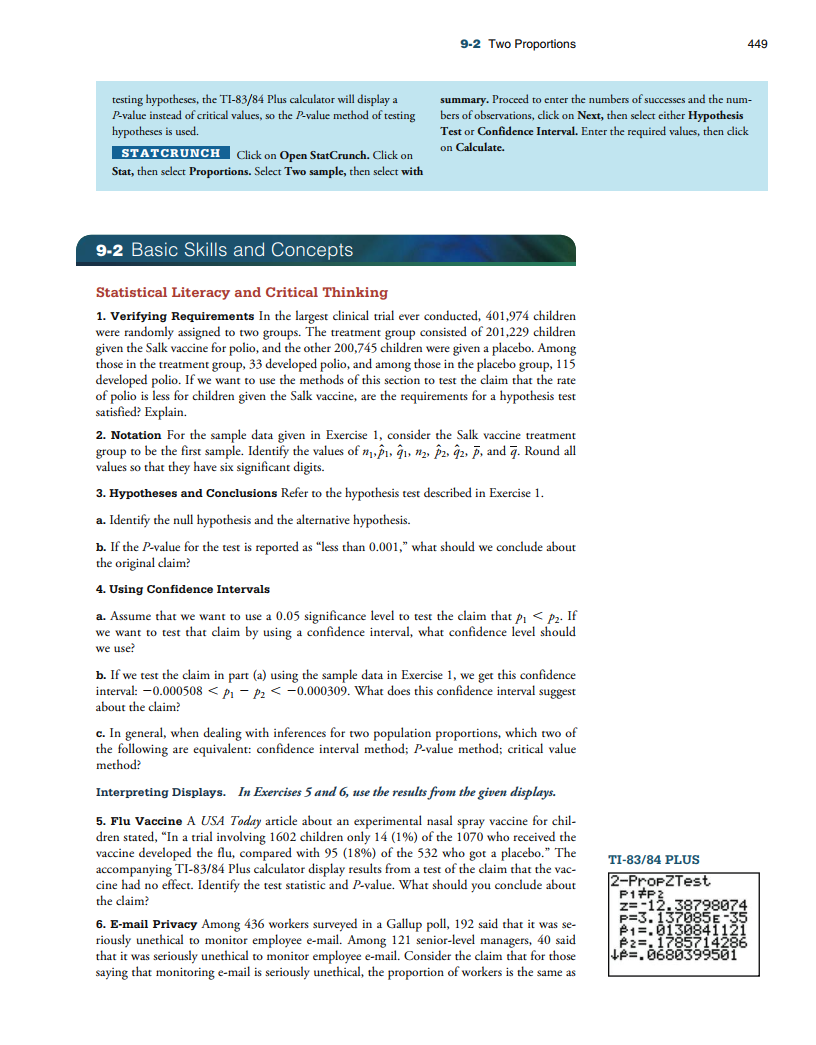 9-2 Two Proportions 449
testing hypotheses, the TI-83/84 Plus calculator will display a
P-value instead of critical values, so the P-value method of testing
hypotheses is used.
STATCRUNCH Click on Open StatCrunch. Click on
Stat, then select Proportions. Select Two sample, then select with
summary. Proceed to enter the numbers of successes and the num-
bers of observations, click on Next, then select either Hypothesis
Test or Confidence Interval. Enter the required values, then click
on Calculate.
9-2 Basic Skills and Concepts
Statistical Literacy and Critical Thinking
1. Verifying Requirements In the largest clinical trial ever conducted, 401,974 children
were randomly assigned to two groups. The treatment group consisted of 201,229 children
given the Salk vaccine for polio, and the other 200,745 children were given a placebo. Among
those in the treatment group, 33 developed polio, and among those in the placebo group, 115
developed polio. If we want to use the methods of this section to test the claim that the rate
of polio is less for children given the Salk vaccine, are the requirements for a hypothesis test
satisfied? Explain.
2. Notation For the sample data given in Exercise 1, consider the Salk vaccine treatment
group to be the first sample. Identify the values of n₁, p̂₁, q̂₁, n₂, p̂₂, q̂₂, p̅, and q̅. Round all
values so that they have six significant digits.
3. Hypotheses and Conclusions Refer to the hypothesis test described in Exercise 1.
a. Identify the null hypothesis and the alternative hypothesis.
b. If the P-value for the test is reported as “less than 0.001,” what should we conclude about
the original claim?
4. Using Confidence Intervals
a. Assume that we want to use a 0.05 significance level to test the claim that p₁ < p₂. If
we want to test that claim by using a confidence interval, what confidence level should
we use?
b. If we test the claim in part (a) using the sample data in Exercise 1, we get this confidence
interval: −0.000508 < p₁ − p₂ < −0.000309. What does this confidence interval suggest
about the claim?
c. In general, when dealing with inferences for two population proportions, which two of
the following are equivalent: confidence interval method; P-value method; critical value
method?
Interpreting Displays. In Exercises 5 and 6, use the results from the given displays.
5. Flu Vaccine A USA Today article about an experimental nasal spray vaccine for chil-
dren stated, “In a trial involving 1602 children only 14 (1%) of the 1070 who received the
vaccine developed the flu, compared with 95 (18%) of the 532 who got a placebo.” The
accompanying TI-83/84 Plus calculator display results from a test of the claim that the vac-
cine had no effect. Identify the test statistic and P-value. What should you conclude about
the claim?
TI-83/84 PLUS
2-PropZTest
p1≠p2
z=-12.38798074
p=3.137085E-35
p̂1=.0130841121
p̂2=.1785714286
↓p̂=.0680399501
6. E-mail Privacy Among 436 workers surveyed in a Gallup poll, 192 said that it was se-
riously unethical to monitor employee e-mail. Among 121 senior-level managers, 40 said
that it was seriously unethical to monitor employee e-mail. Consider the claim that for those
saying that monitoring e-mail is seriously unethical, the proportion of workers is the same as